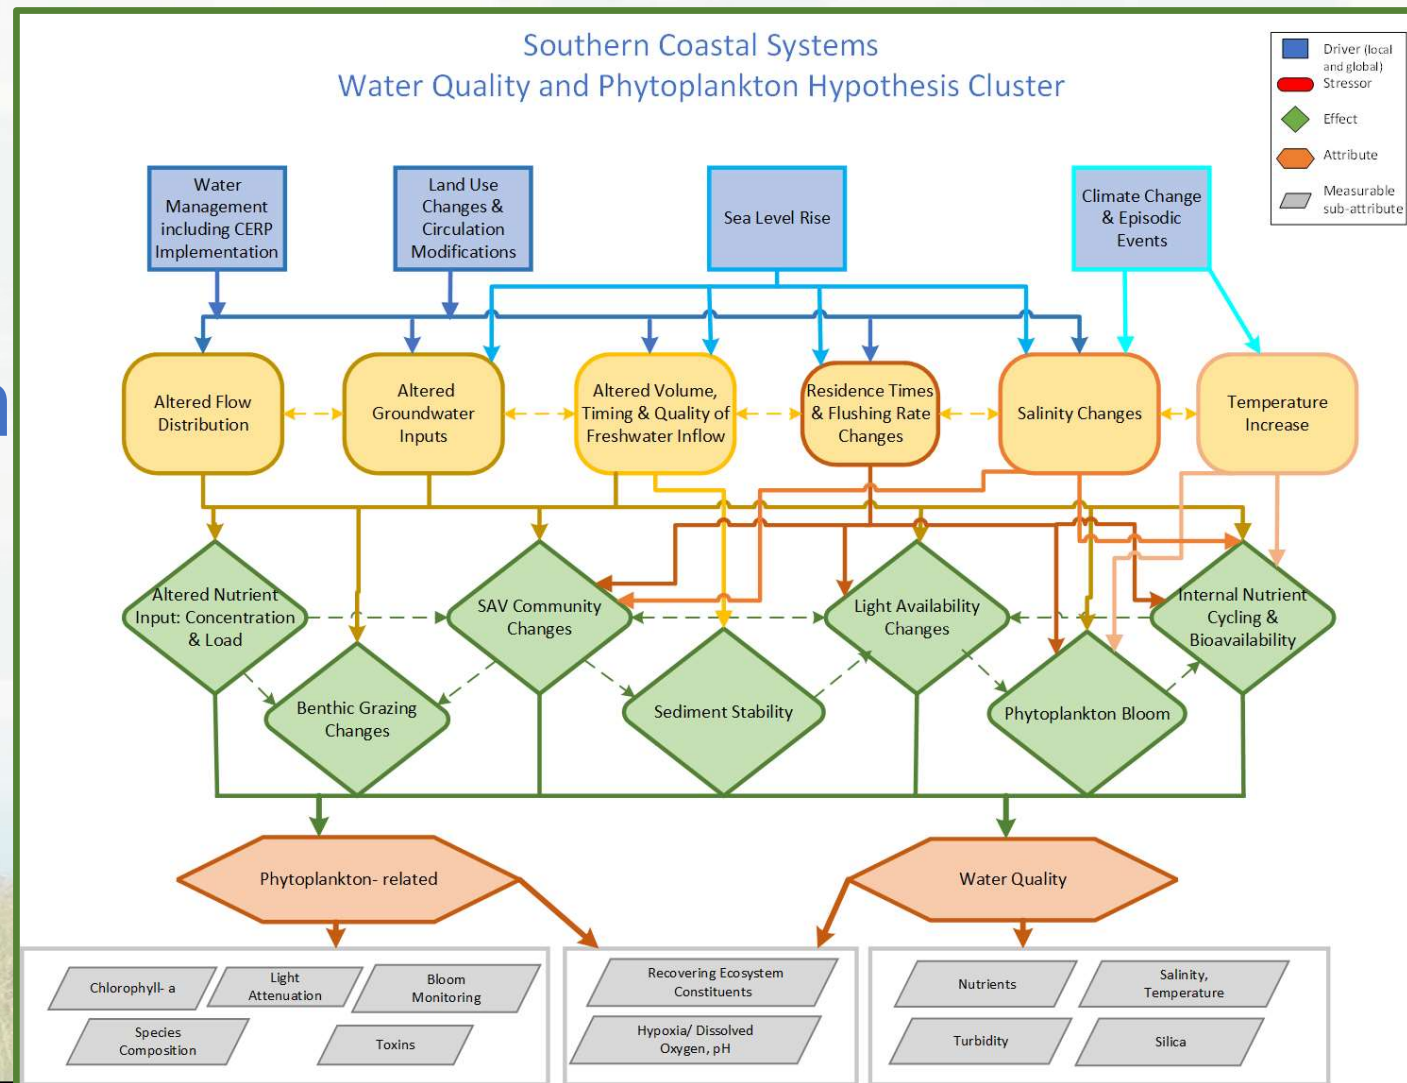 Southern Coastal Systems
Water Quality and Phytoplankton Hypothesis Cluster
Driver (local
and global)
Stressor
Effect
Attribute
Measurable
sub-attribute
Water
Management
including CERP
Implementation
Land Use
Changes &
Circulation
Modifications
Sea Level Rise
Climate Change
& Episodic
Events
Altered Flow
Distribution
Altered
Groundwater
Inputs
Altered Volume,
Timing & Quality of
Freshwater Inflow
Residence Times
& Flushing Rate
Changes
Salinity Changes
Temperature
Increase
Altered Nutrient
Input: Concentration
& Load
SAV Community
Changes
Light Availability
Changes
Internal Nutrient
Cycling &
Bioavailability
Benthic Grazing
Changes
Sediment Stability
Phytoplankton Bloom
Phytoplankton- related
Water Quality
Chlorophyll- a
Light
Attenuation
Bloom
Monitoring
Species
Composition
Toxins
Recovering Ecosystem
Constituents
Hypoxia/ Dissolved
Oxygen, pH
Nutrients
Salinity,
Temperature
Turbidity
Silica